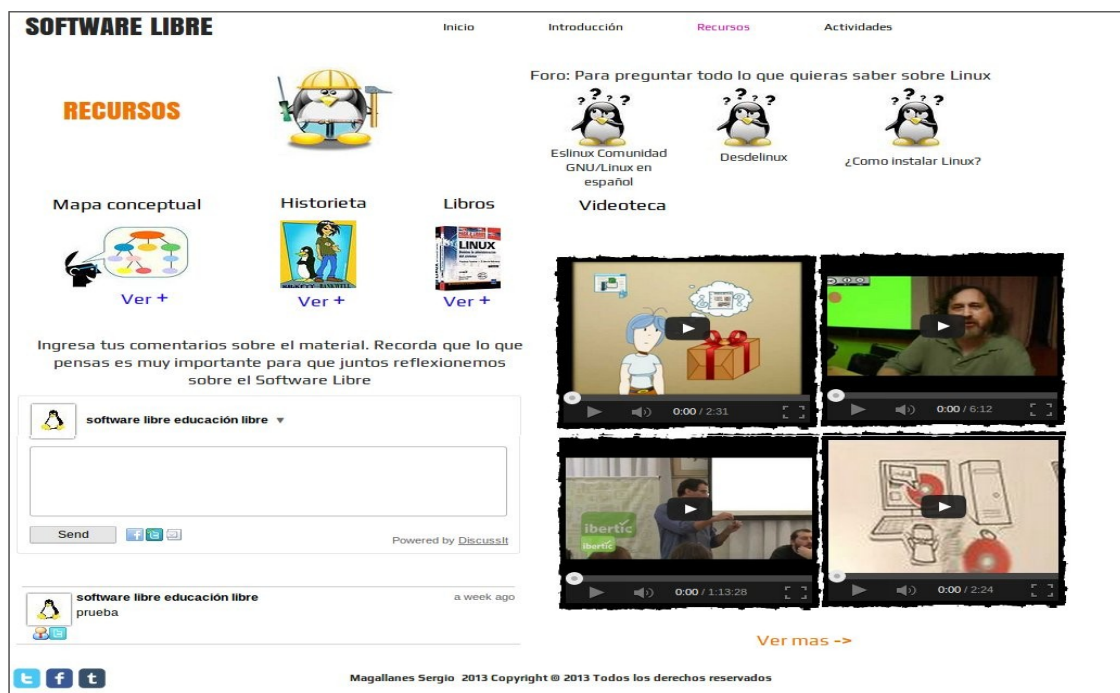 SOFTWARE LIBRE
Inicio
Introducción
Recursos
Actividades
RECURSOS
Foro: Para preguntar todo lo que quieras saber sobre Linux
Eslinux Comunidad
GNU/Linux en
español
Desdelinux
¿Como instalar Linux?
Mapa conceptual
Ver +
Historieta
Ver +
Libros
LINUX
Ver +
Videoteca
Ingresa tus comentarios sobre el material. Recorda que lo que
pensas es muy importante para que juntos reflexionemos
sobre el Software Libre
software libre educación libre
Send
Powered by DiscussIt
software libre educación libre
a week ago
prueba
0:00 / 2:31
0:00 / 6:12
ibertic
ibertic
0:00 / 1:13:28
0:00 / 2:24
Ver mas ->
Magallanes Sergio 2013 Copyright © 2013 Todos los derechos reservados